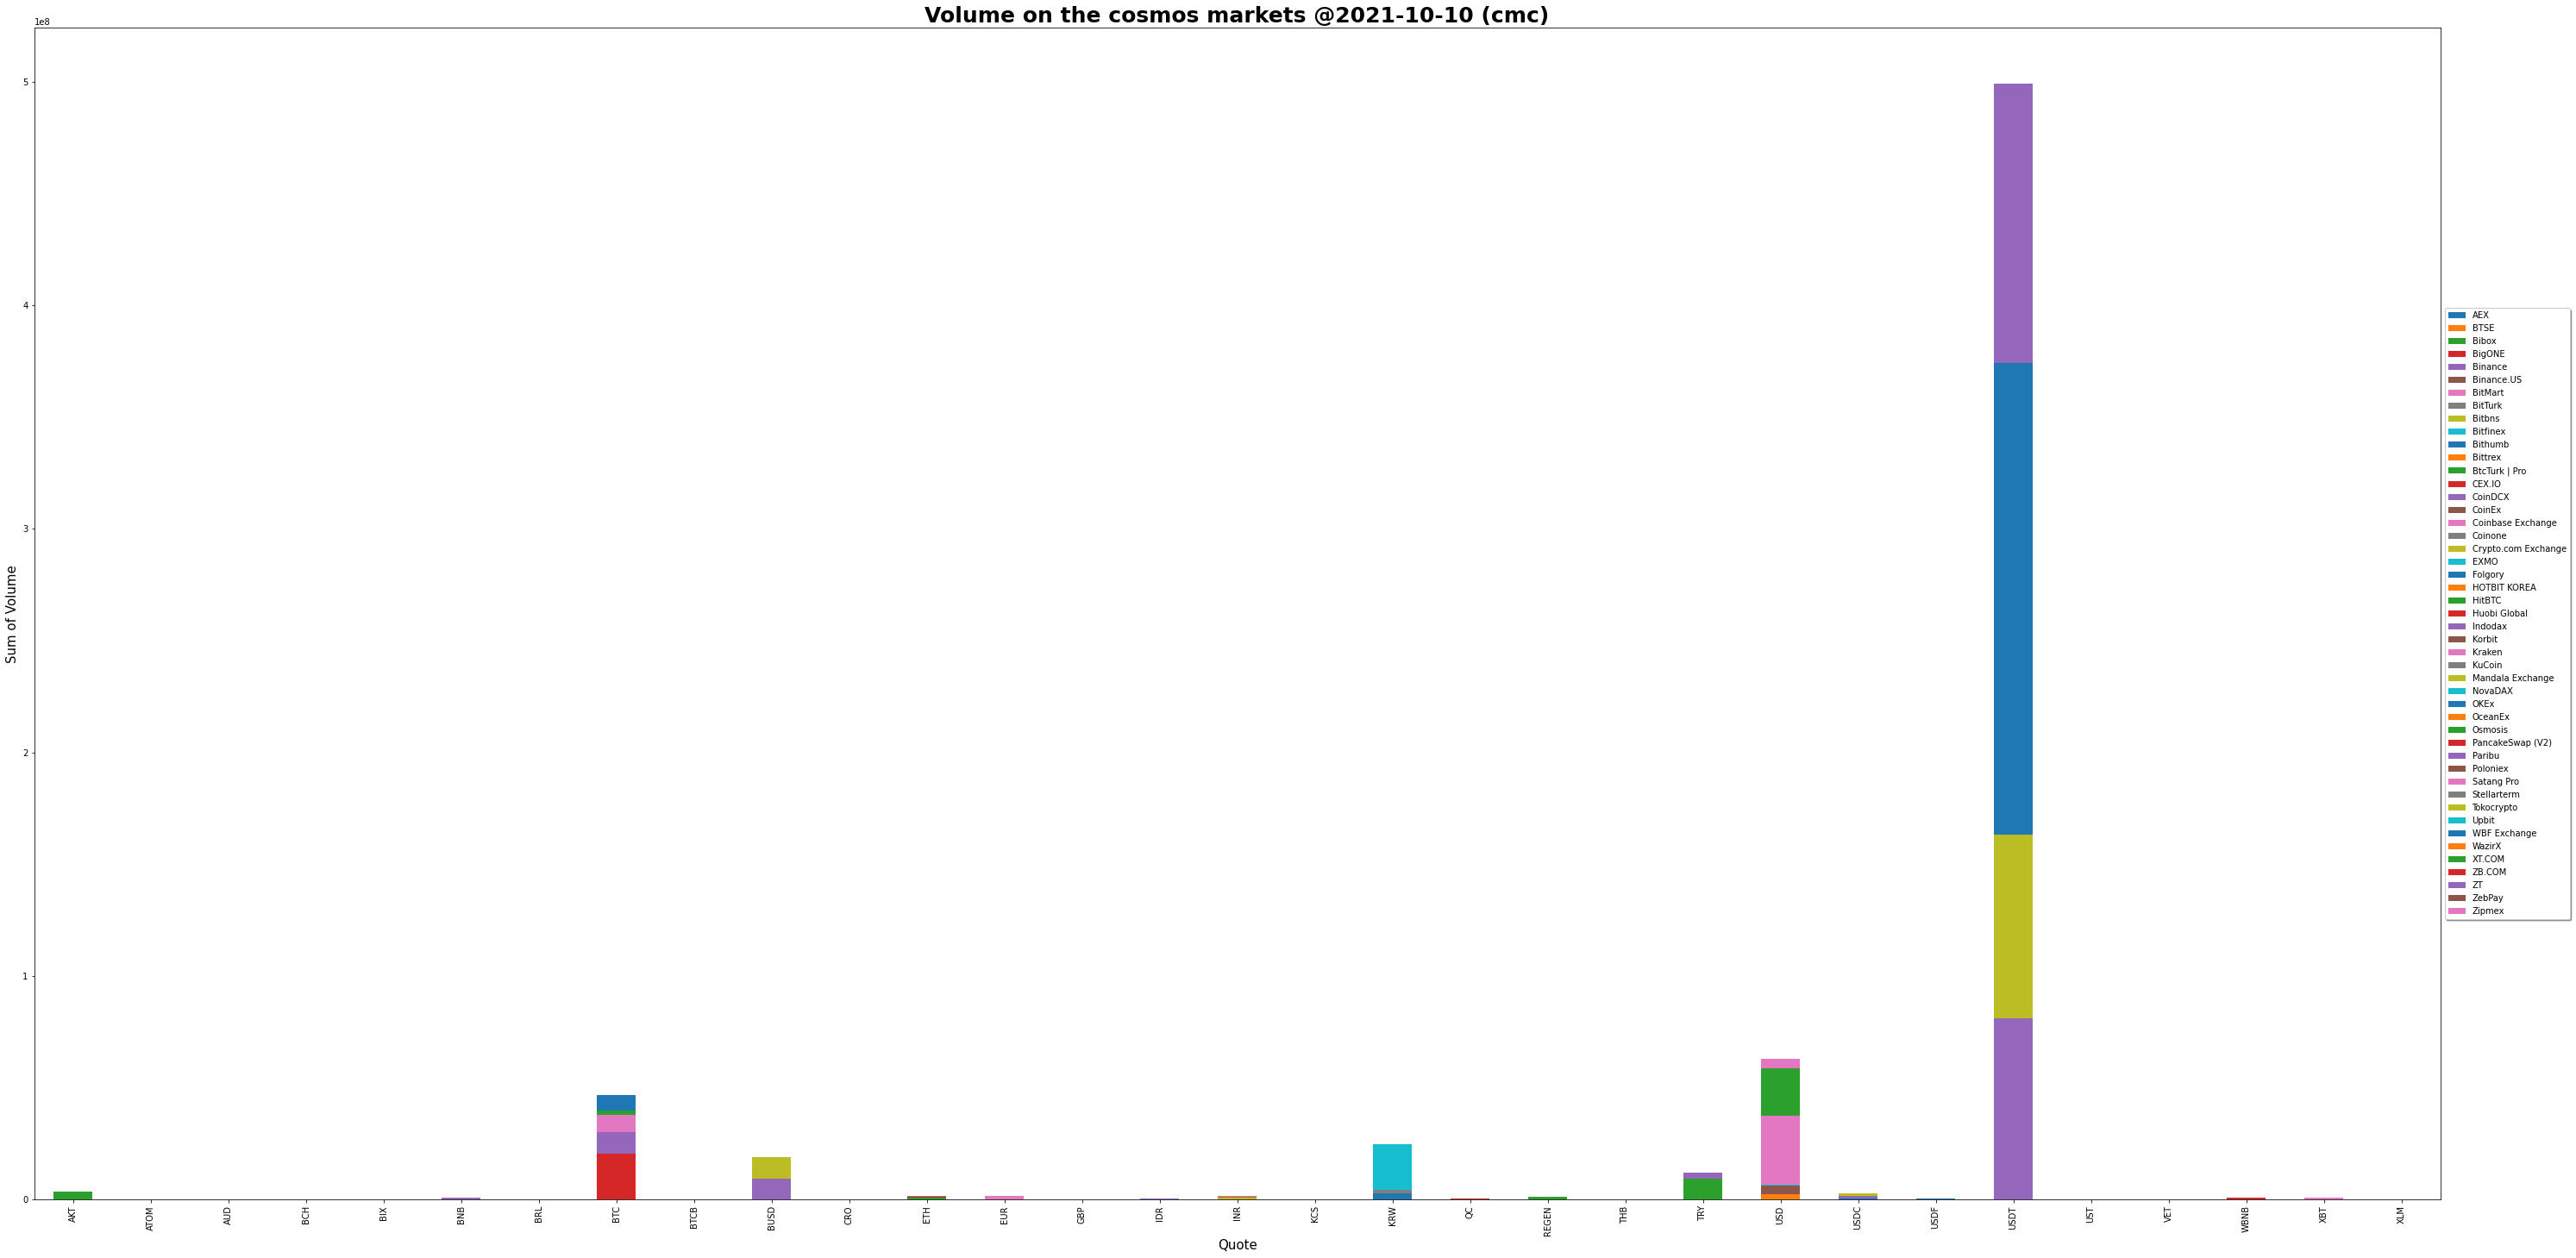 Volume on the cosmos markets @2021-10-10 (cmc)
1e8
5
4
3
2
1
0
Sum of Volume
AKT
ATOM
AUD
BCH
BIX
BNB
BRL
BTC
BTCB
BUSD
CRO
ETH
EUR
GBP
IDR
INR
KCS
KRW
QC
REGEN
THB
TRY
USD
USDC
USDF
USDT
UST
VET
WBNB
XBT
XLM
Quote
AEX
BTSE
Bibox
BigONE
Binance
Binance.US
BitMart
BitTurk
Bitbns
Bitfinex
Bithumb
Bittrex
BtcTurk | Pro
CEX.IO
CoinDCX
CoinEx
Coinbase Exchange
Coinone
Crypto.com Exchange
EXMO
Folgory
HOTBIT KOREA
HitBTC
Huobi Global
Indodax
Korbit
Kraken
KuCoin
Mandala Exchange
NovaDAX
OKEx
OceanEx
Osmosis
PancakeSwap (V2)
Paribu
Poloniex
Satang Pro
Stellarterm
Tokocrypto
Upbit
WBF Exchange
WazirX
XT.COM
ZB.COM
ZT
ZebPay
Zipmex